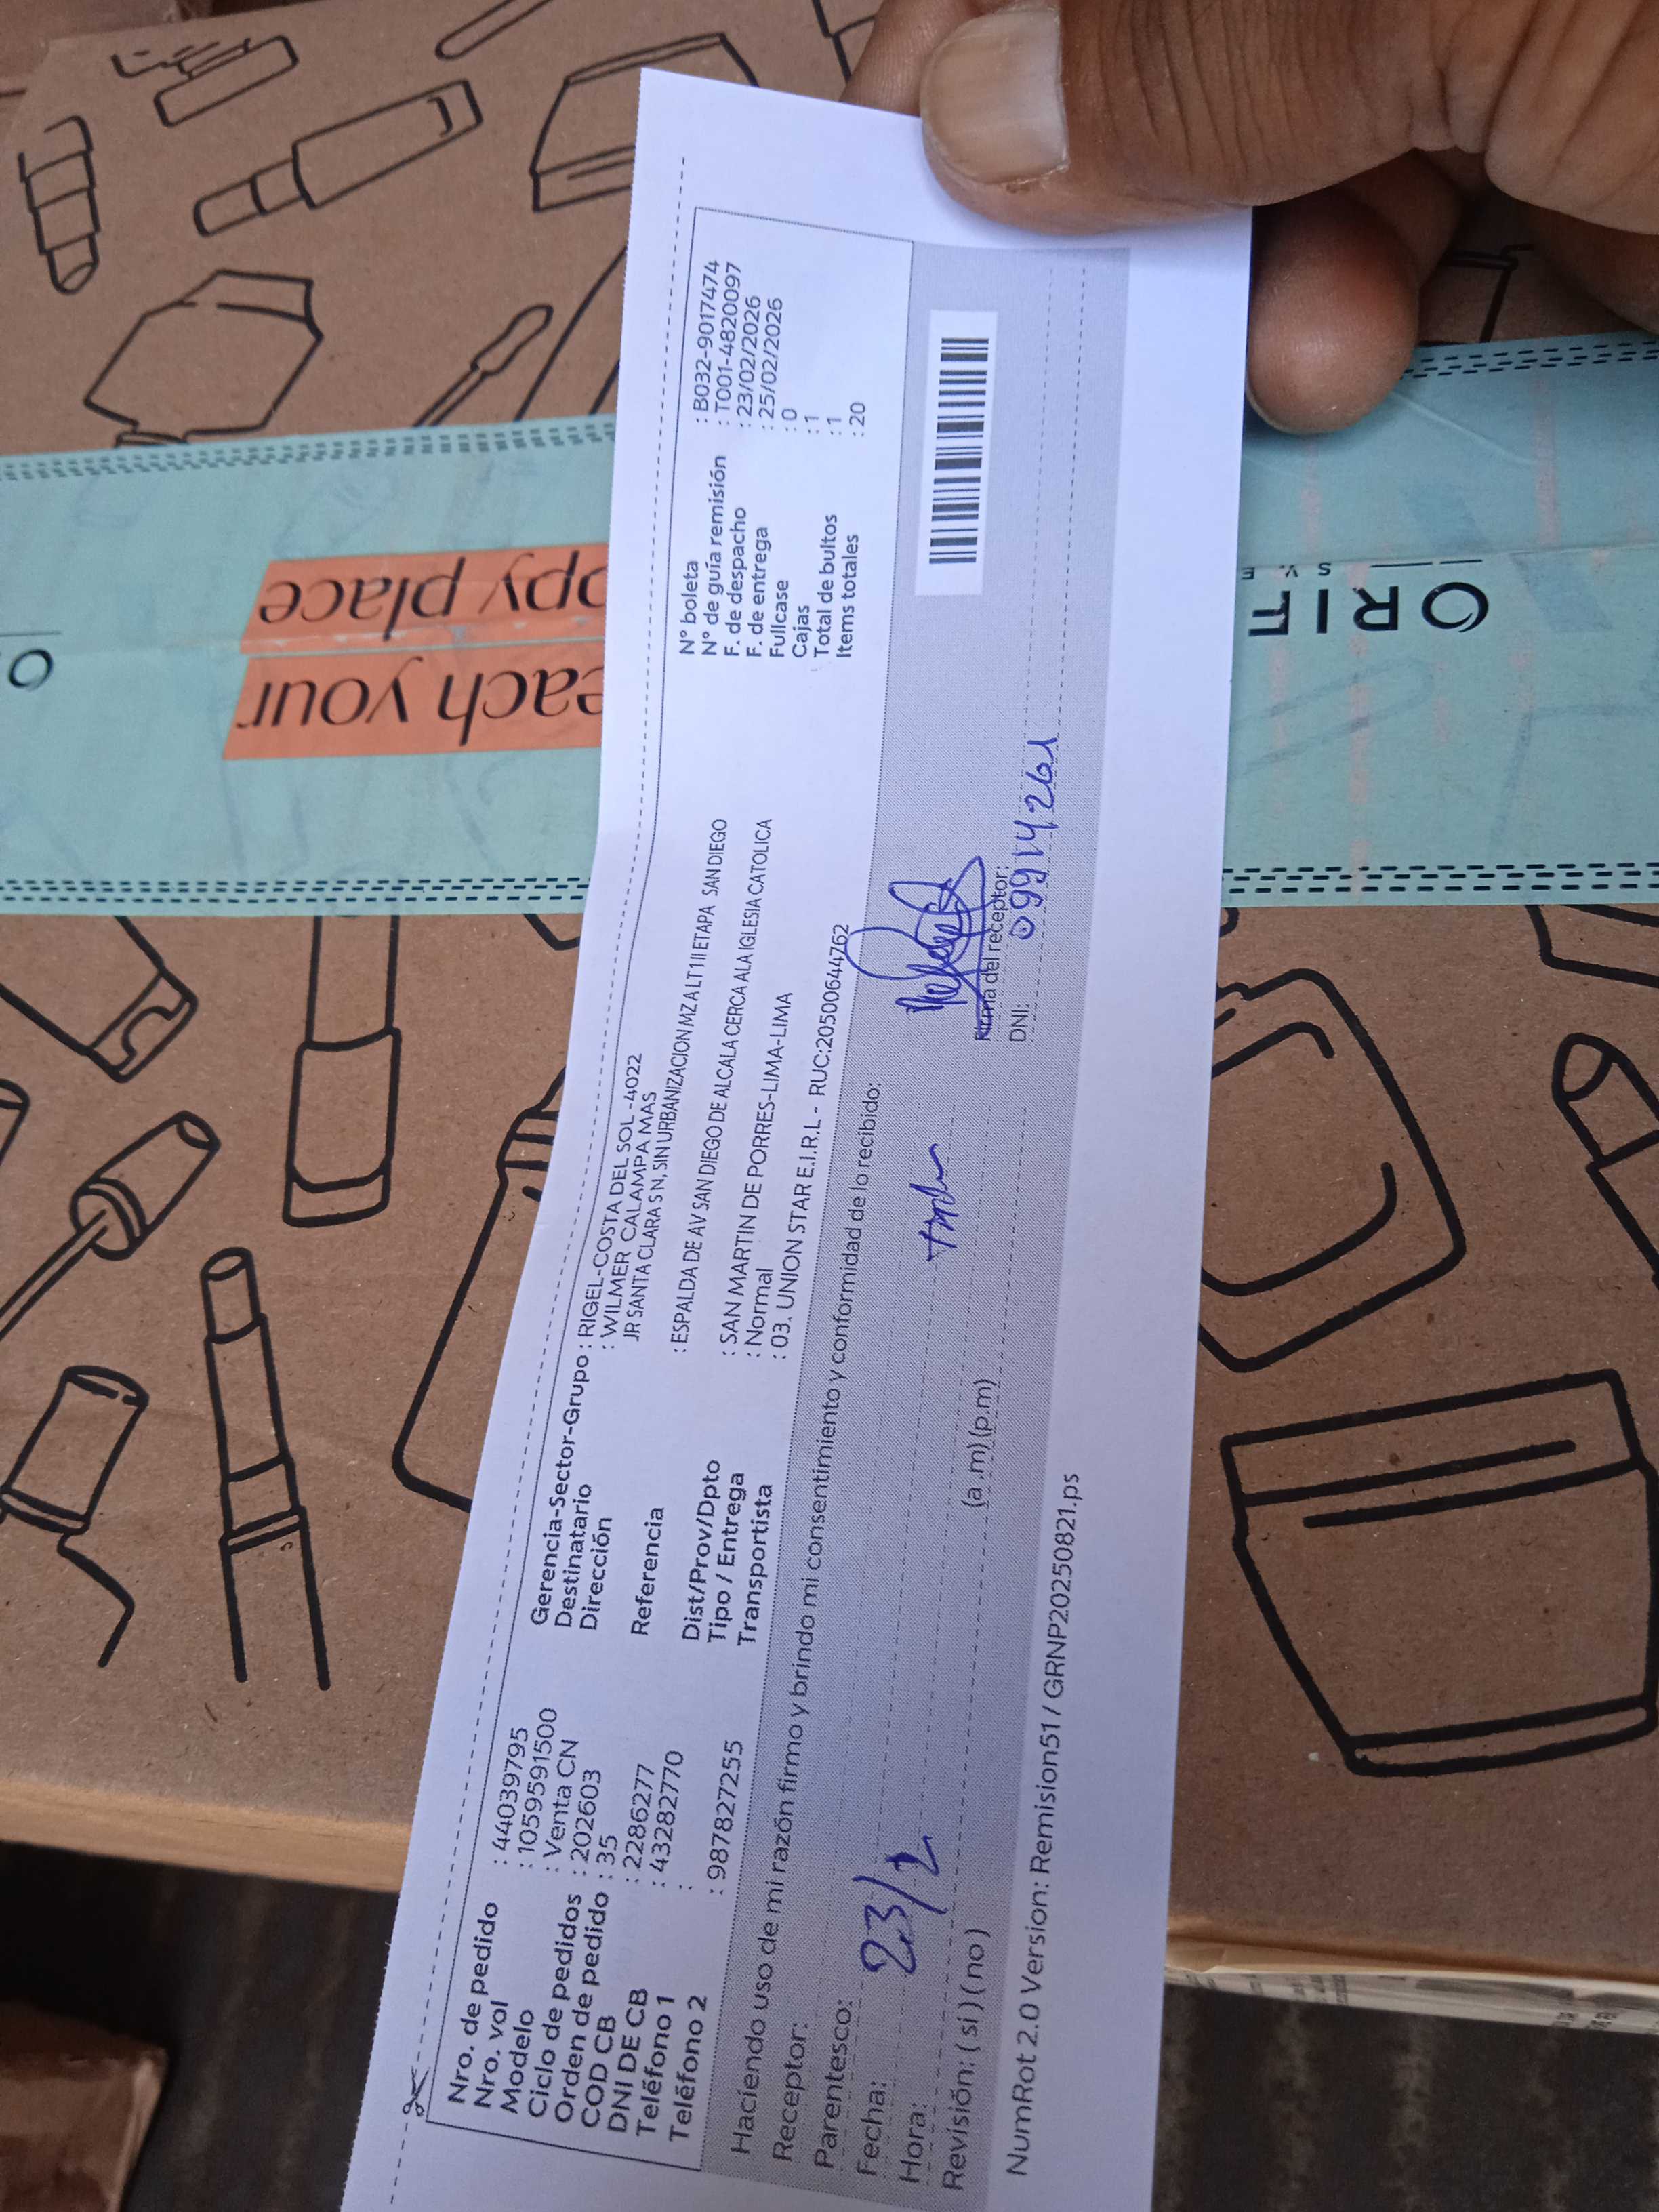 Nro. de pedido : 44039795
Nro. vol : 1059591500
Modelo : Venta CN
Ciclo de pedidos : 202603
Orden de pedido : 35
COD CB : 2286277
DNI DE CB : 43282770
Teléfono 1 :
Teléfono 2 : 987827255
Gerencia-Sector-Grupo : RIGEL-COSTA DEL SOL -4022
Destinatario : WILMER CALAMPA MAS
Dirección JR SANTA CLARA S N, SIN URBANIZACION MZ A LT 1 II ETAPA SAN DIEGO
Referencia : ESPALDA DE AV SAN DIEGO DE ALCALA CERCA A LA IGLESIA CATOLICA
Dist/Prov/Dpto : SAN MARTIN DE PORRES-LIMA-LIMA
Tipo / Entrega : Normal
Transportista : 03. UNION STAR E.I.R.L - RUC:20500644762
N° boleta : B032-9017474
N° de guía remisión : T001-4820097
F. de despacho : 23/02/2026
F. de entrega : 25/02/2026
Fullcase : 0
Cajas : 1
Total de bultos : 1
Items totales : 20
Haciendo uso de mi razón firmo y brindo mi consentimiento y conformidad de lo recibido:
Receptor:
Parentesco:
Fecha: 23/2
Hora: (a .m) (p.m)
Revisión: ( si ) ( no )
Firma del receptor:
DNI: 09914261
NumRot 2.0 Version: Remision51 / GRNP20250821.ps
each your
ppy place
ORIF
S W E
O